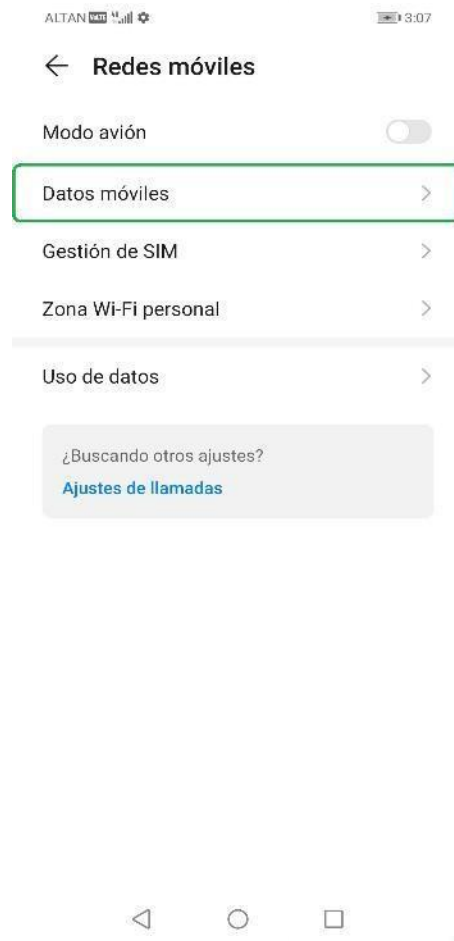 ALTAN VoLTE 3:07
Redes móviles
Modo avión
Datos móviles
Gestión de SIM
Zona Wi-Fi personal
Uso de datos
¿Buscando otros ajustes?
Ajustes de llamadas